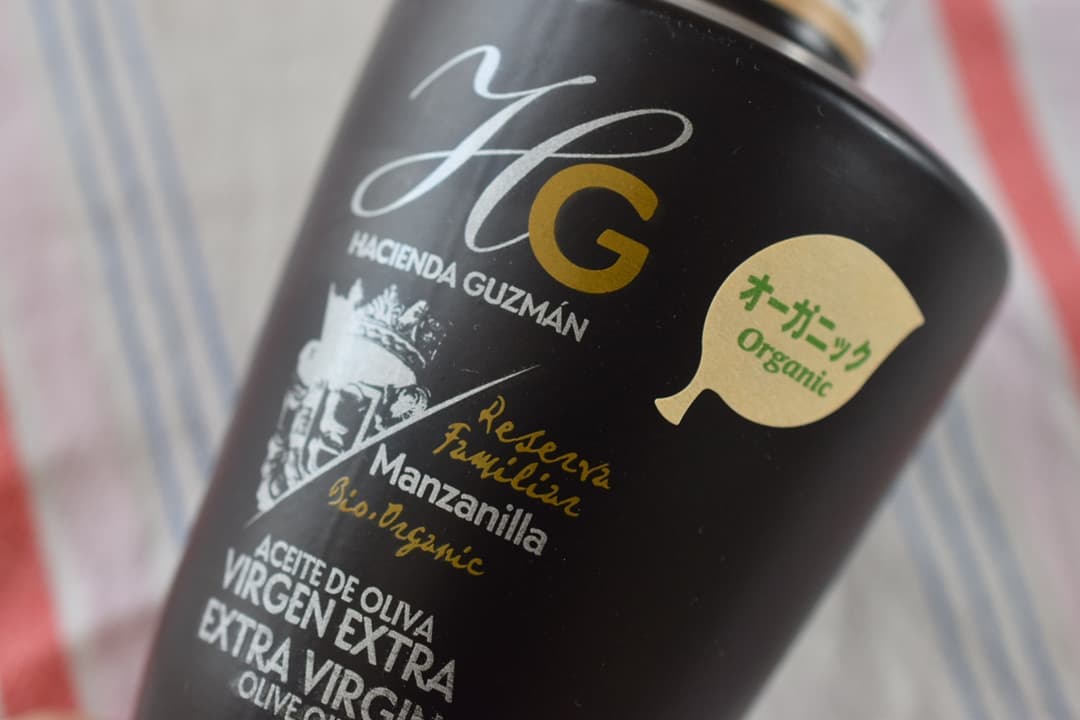 HG
HACIENDA GUZMÁN
オーガニック
Organic
Reserva
Familiar
Manzanilla
Bio-Organic
ACEITE DE OLIVA
VIRGEN EXTRA
EXTRA VIRGIN
OLIVE